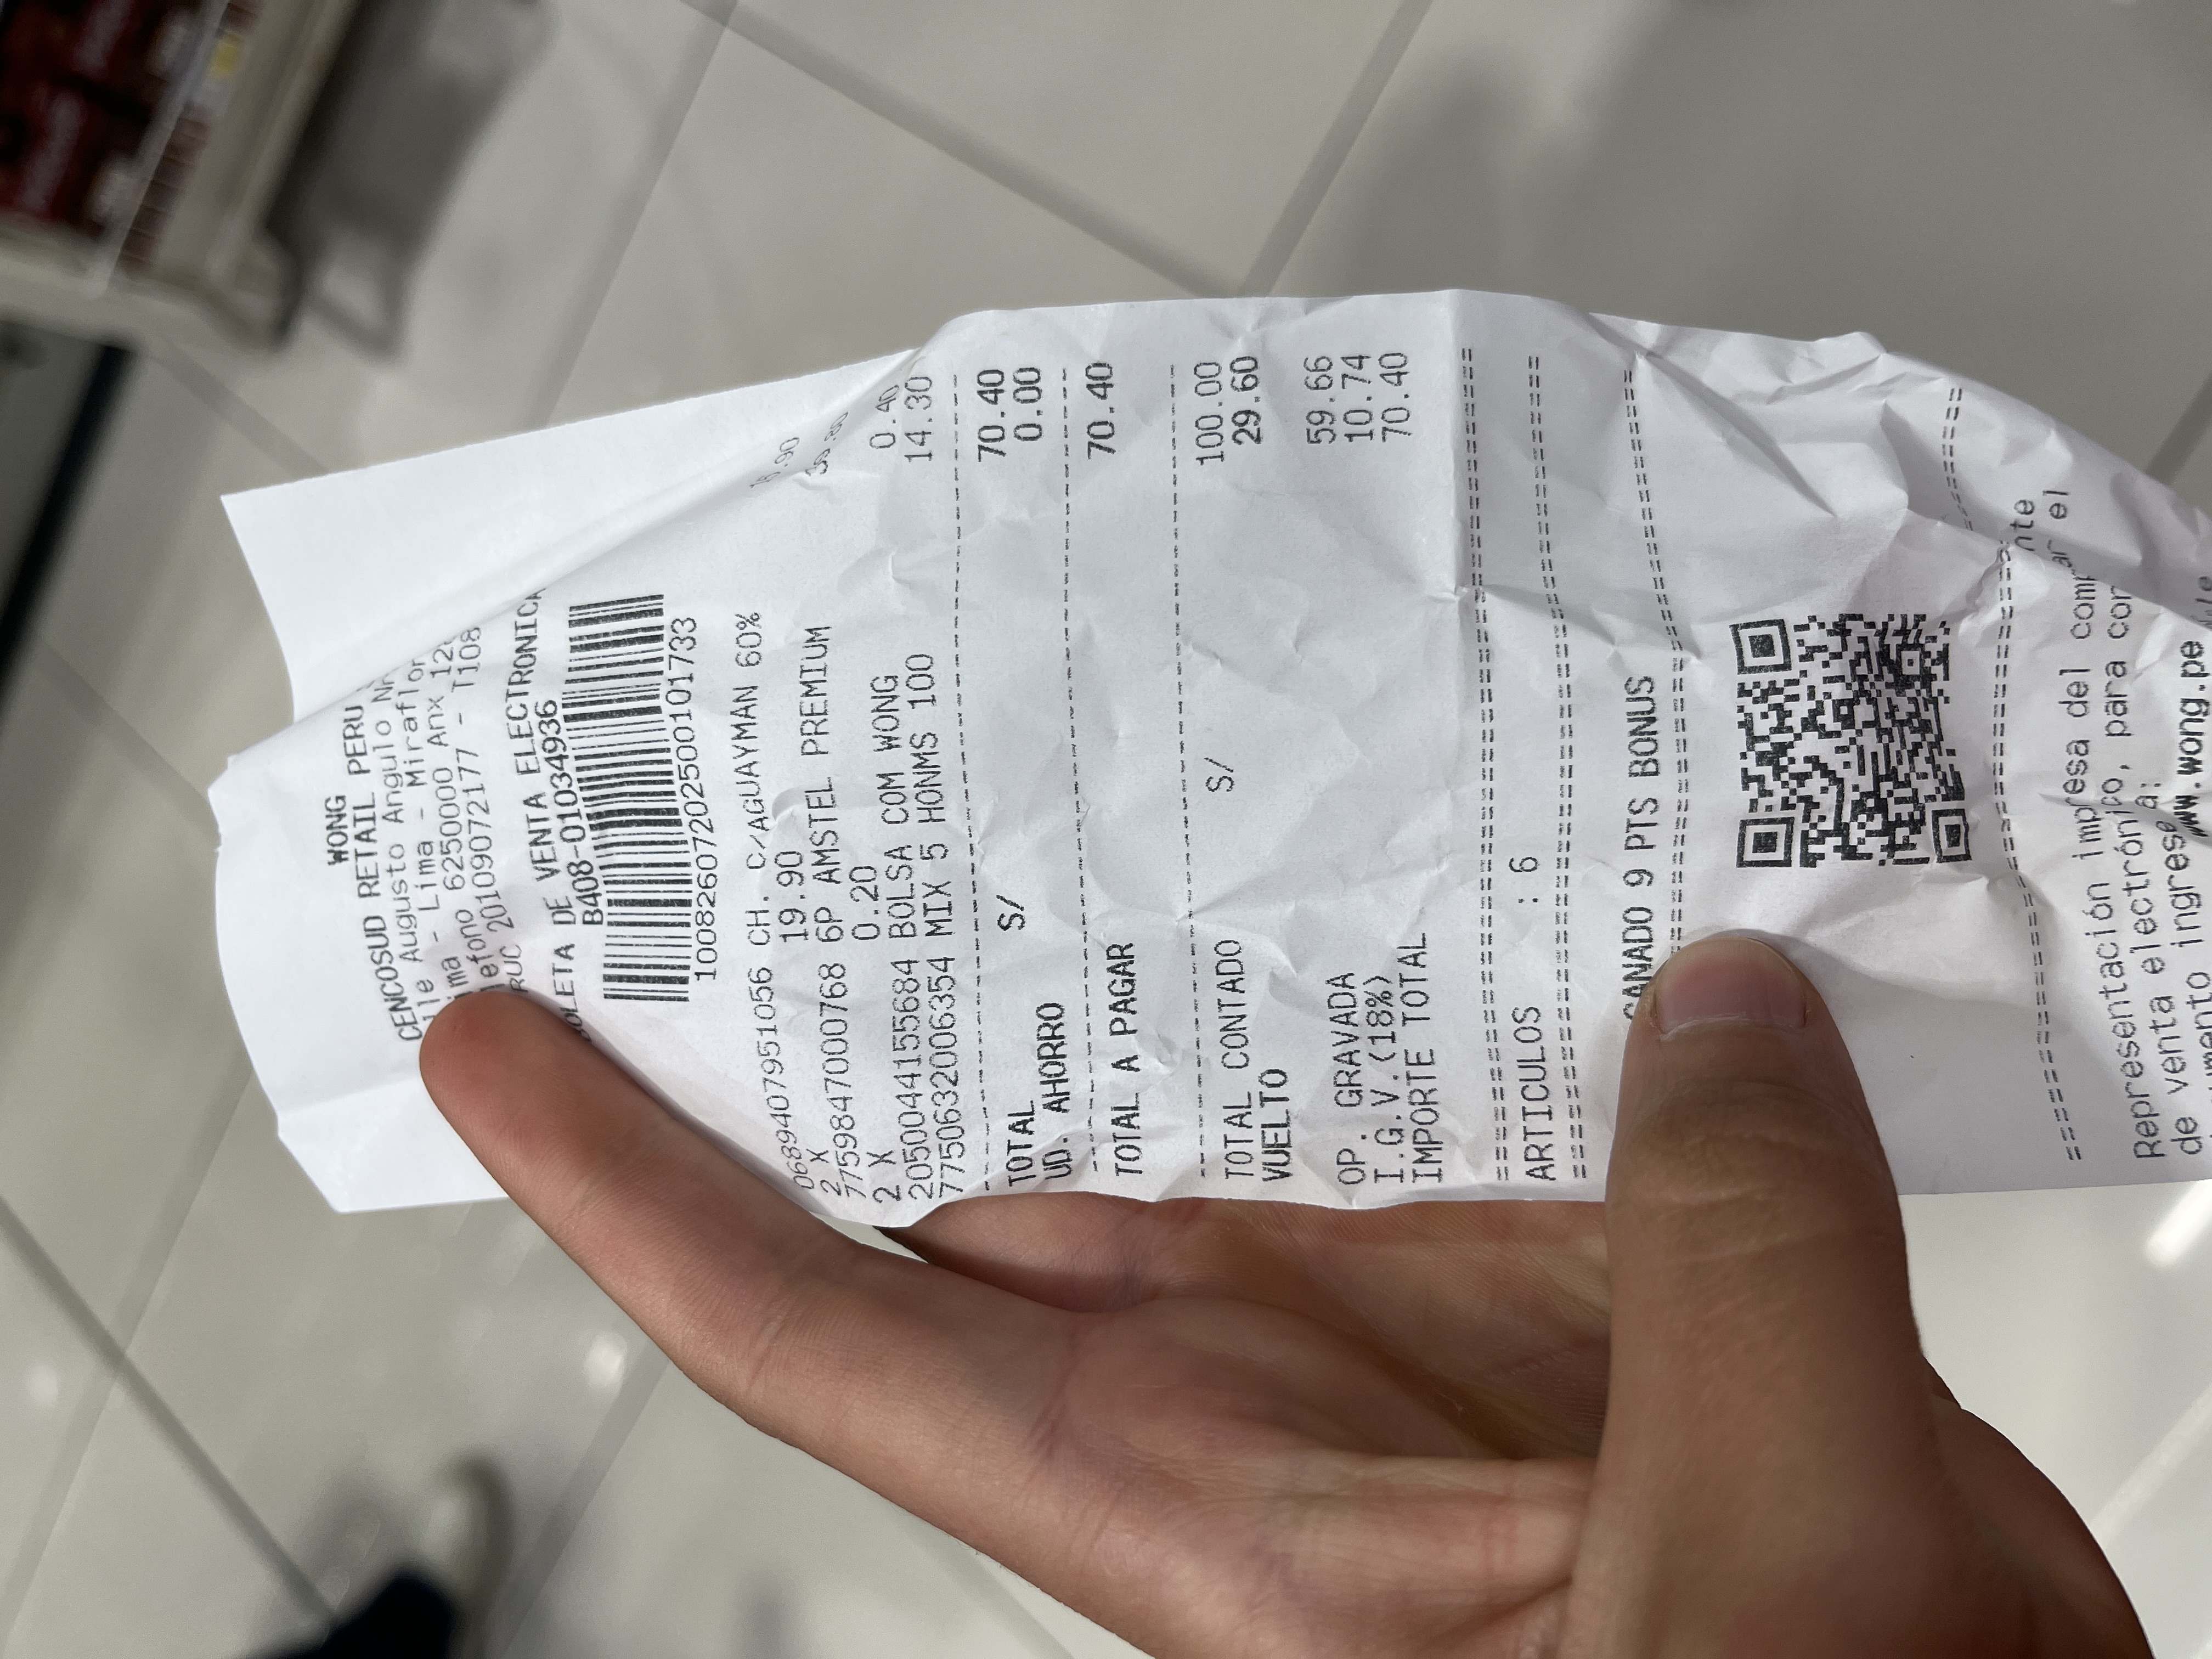 WONG
CENCOSUD RETAIL PERU
Augusto Angulo
- Lima -
6250000 Anx
RUC 20109072177 - T108
DE VENTA ELECTRONICA
B408-01034936
10082607202500101733
0689407951056 CH. C/AGUAYMAN 60%
2 X 19.90
7759847000768 6P AMSTEL PREMIUM
2 X 0.20
2050044155684 BOLSA COM WONG 0.40
7750632006354 MIX 5 HONMS 100 14.30
TOTAL S/ 70.40
UD. AHORRO 0.00
TOTAL A PAGAR 70.40
TOTAL CONTADO S/ 100.00
VUELTO 29.60
OP. GRAVADA 59.66
I.G.V.(18%) 10.74
IMPORTE TOTAL 70.40
ARTICULOS : 6
GANADO 9 PTS BONUS
Representación impresa del
de venta electrónico, para
ingrese a:
www.wong.pe